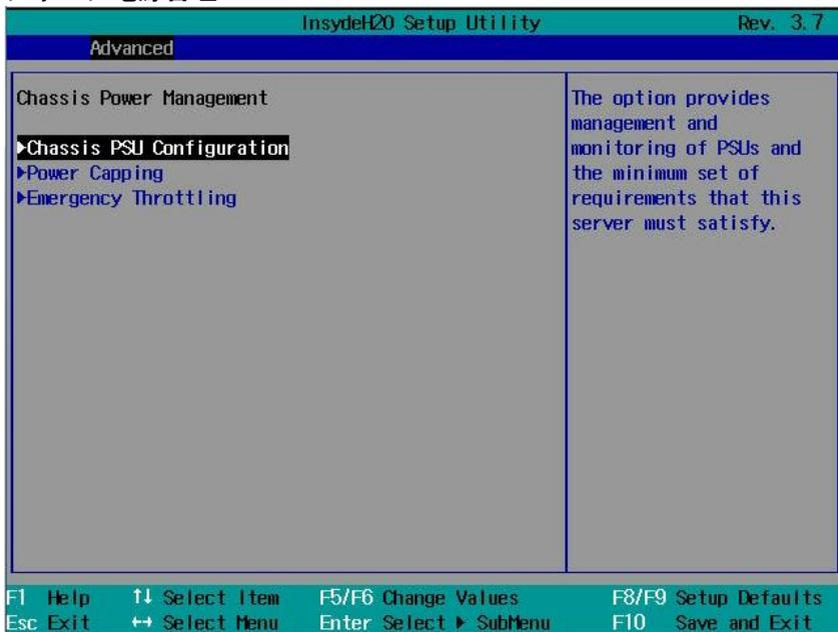 InsydeH2O Setup Utility Rev. 3.7
Advanced
Chassis Power Management
▶Chassis PSU Configuration
▶Power Capping
▶Emergency Throttling
The option provides
management and
monitoring of PSUs and
the minimum set of
requirements that this
server must satisfy.
F1 Help ↑↓ Select Item F5/F6 Change Values F8/F9 Setup Defaults
Esc Exit ↔ Select Menu Enter Select ▶ SubMenu F10 Save and Exit